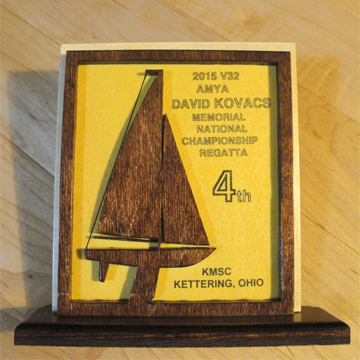 2015 V32
AMYA
DAVID KOVACS
MEMORIAL
NATIONAL
CHAMPIONSHIP
REGATTA
4th
KMSC
KETTERING, OHIO